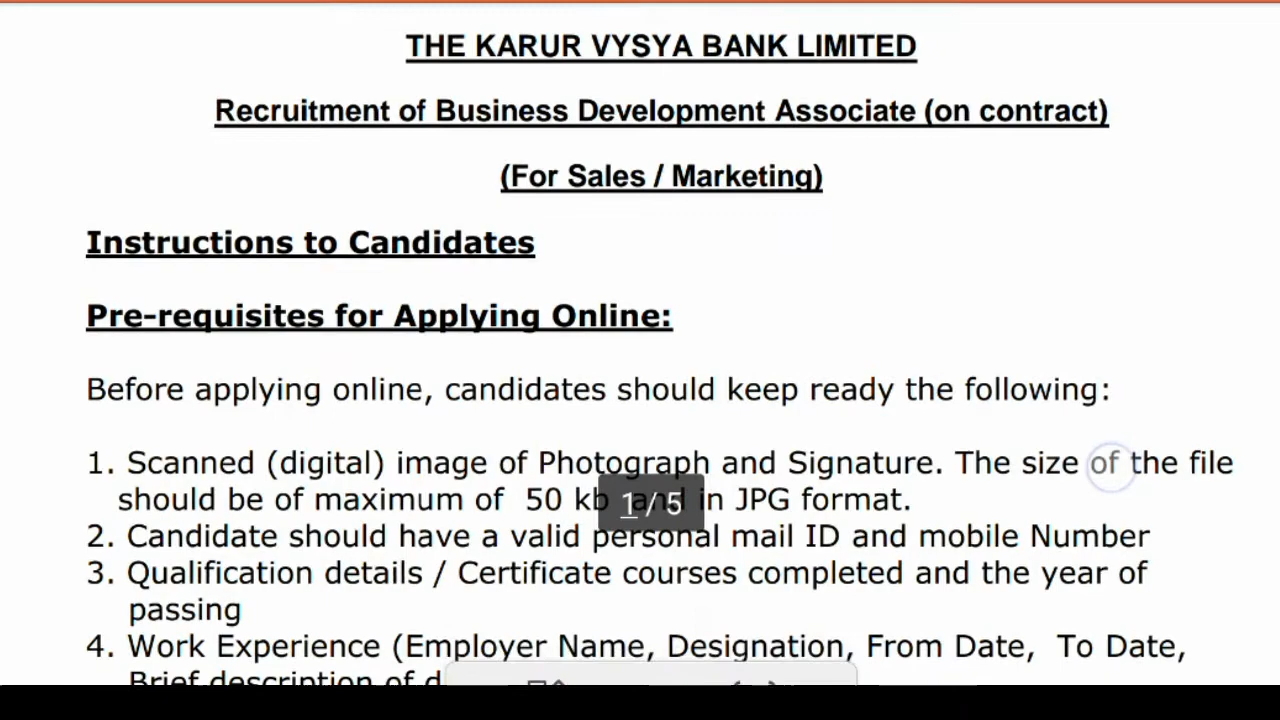 THE KARUR VYSYA BANK LIMITED
Recruitment of Business Development Associate (on contract)
(For Sales / Marketing)
Instructions to Candidates
Pre-requisites for Applying Online:
Before applying online, candidates should keep ready the following:
1. Scanned (digital) image of Photograph and Signature. The size of the file
should be of maximum of 50 kb and in JPG format.
1 / 5
2. Candidate should have a valid personal mail ID and mobile Number
3. Qualification details / Certificate courses completed and the year of
passing
4. Work Experience (Employer Name, Designation, From Date, To Date,
Brief description of